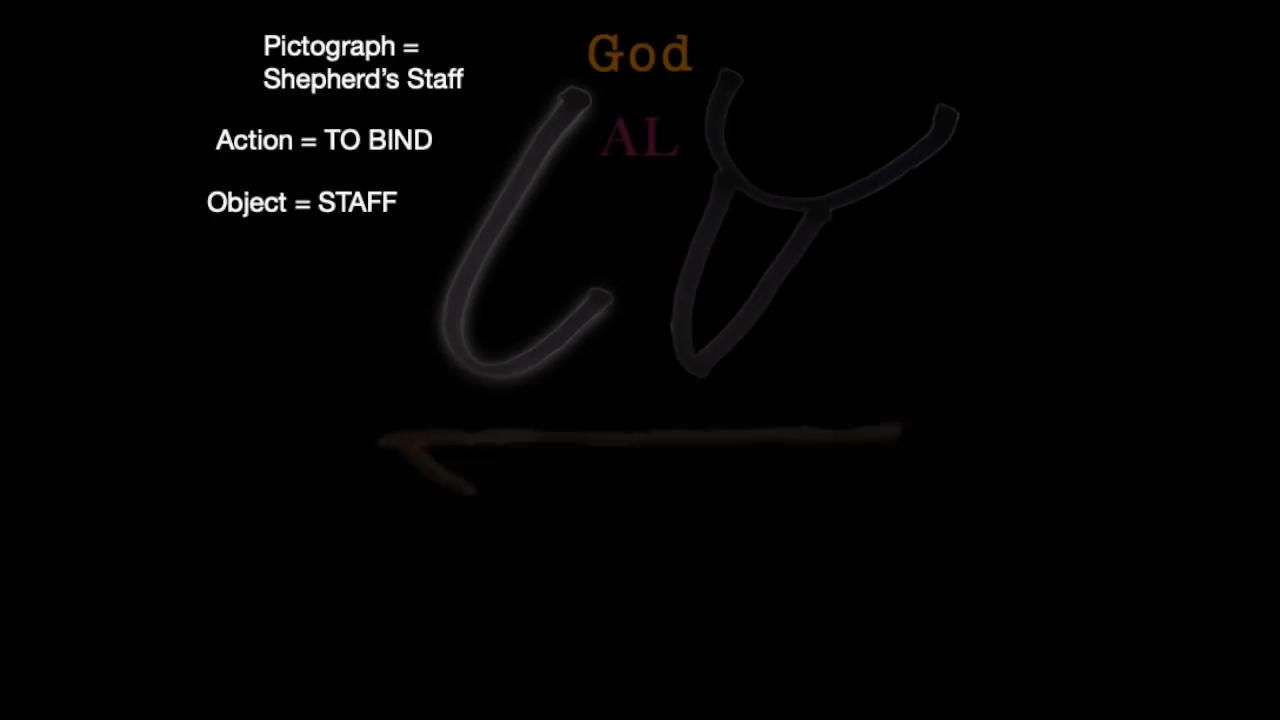 Pictograph =
Shepherd's Staff
Action = TO BIND
Object = STAFF
God
AL